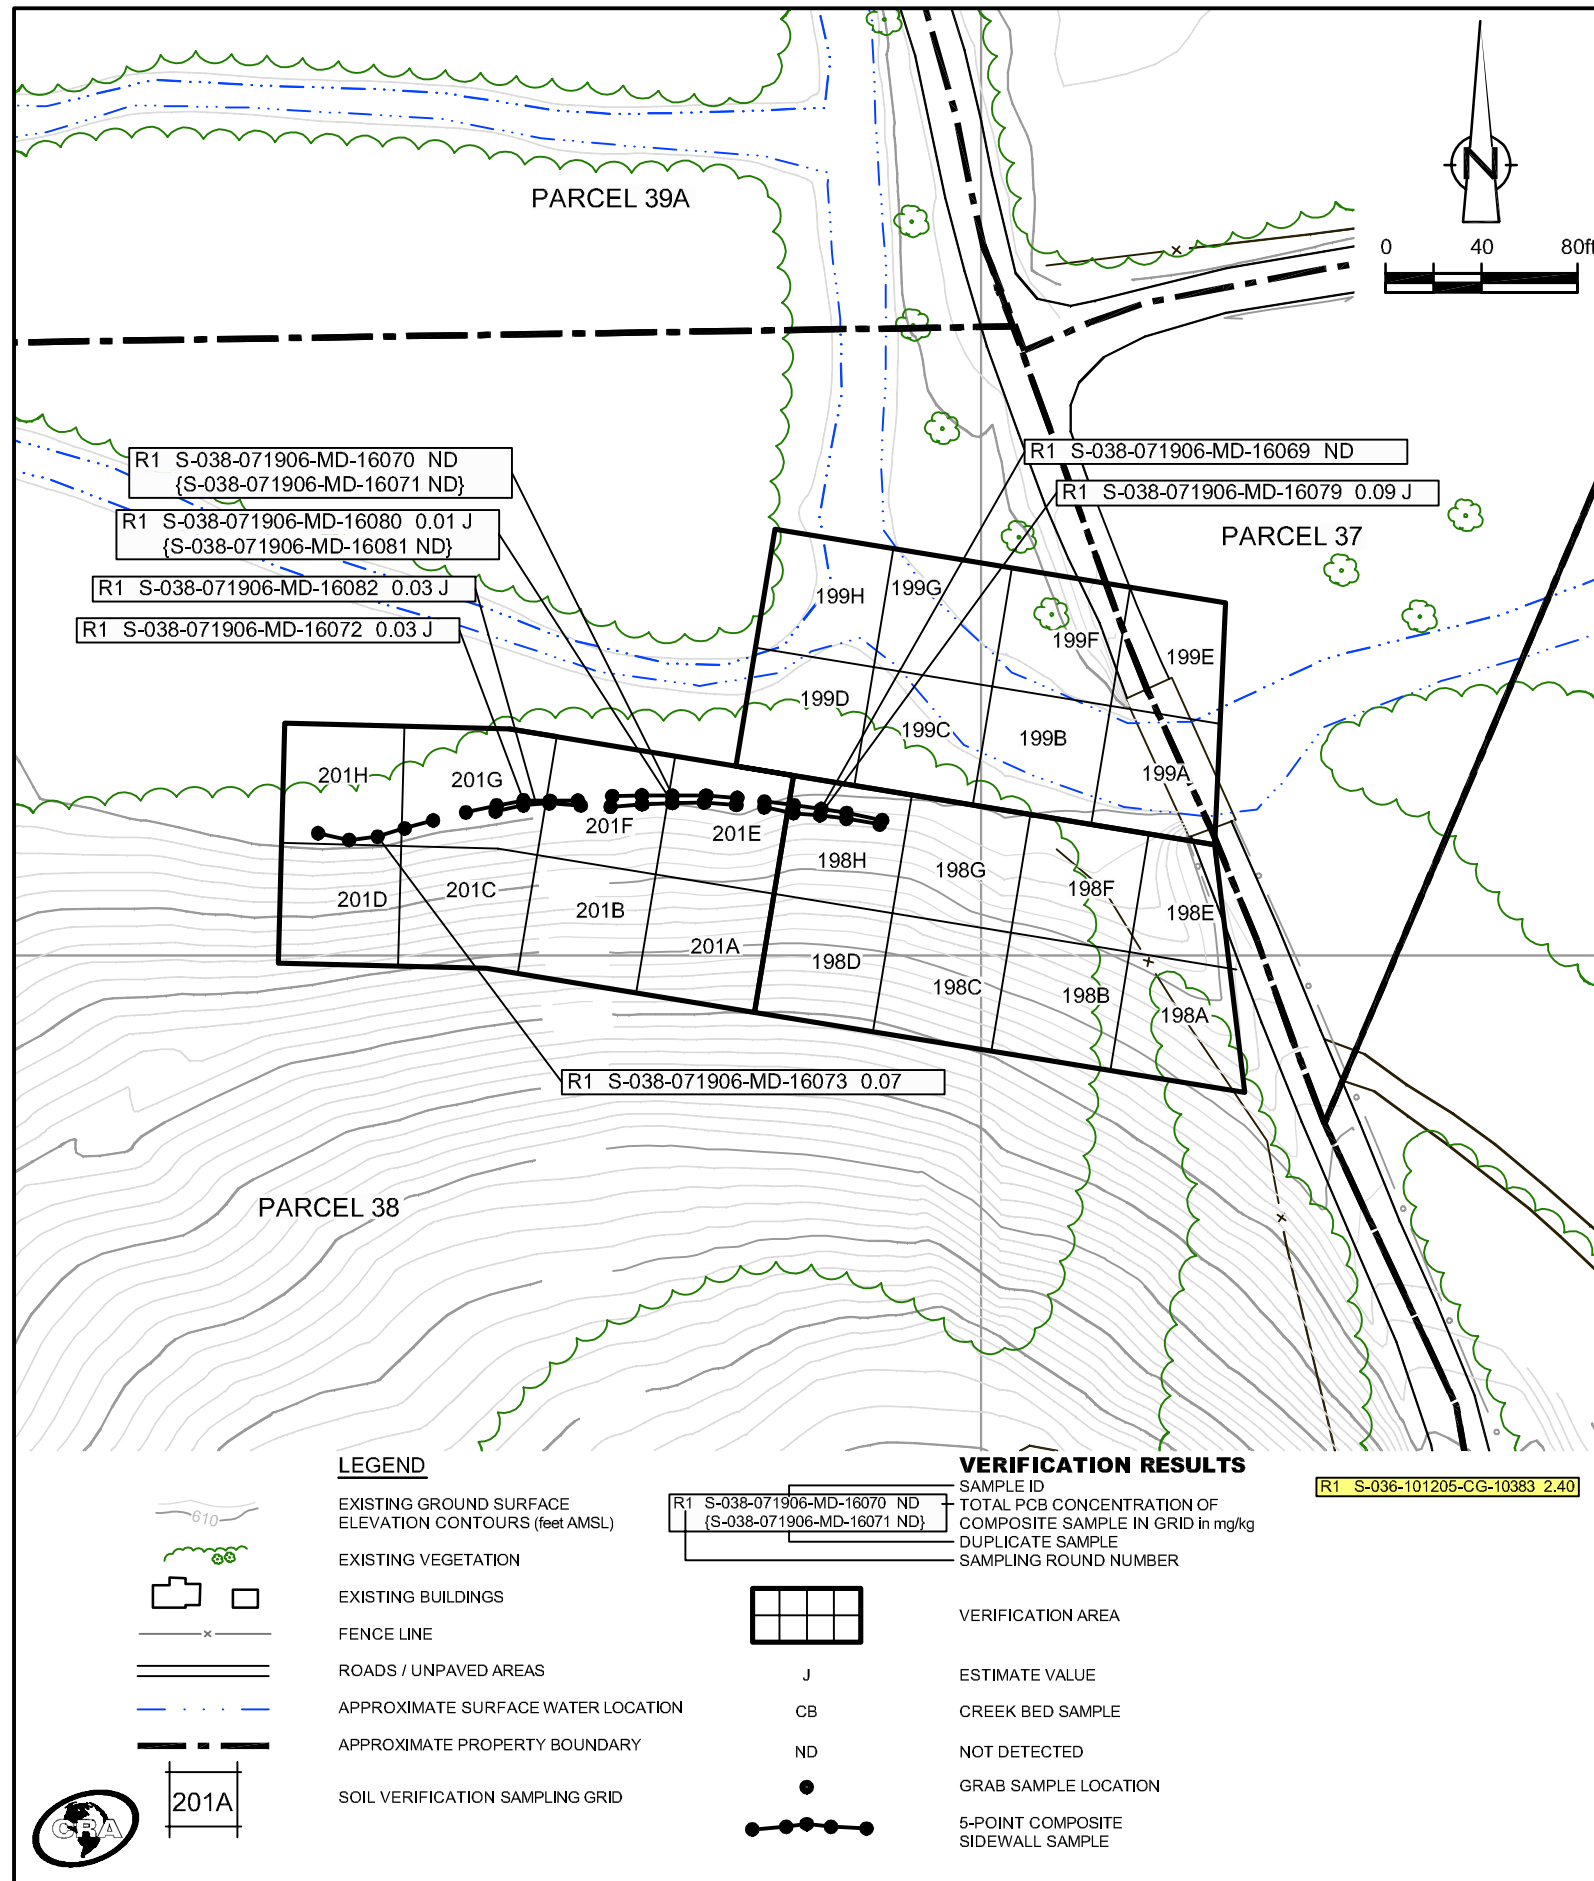 PARCEL 39A
N
0 40 80ft
R1 S-038-071906-MD-16070 ND
{S-038-071906-MD-16071 ND}
R1 S-038-071906-MD-16080 0.01 J
{S-038-071906-MD-16081 ND}
R1 S-038-071906-MD-16082 0.03 J
R1 S-038-071906-MD-16072 0.03 J
R1 S-038-071906-MD-16069 ND
R1 S-038-071906-MD-16079 0.09 J
PARCEL 37
199H
199G
199F
199E
199D
199C
199B
199A
201H
201G
201F
201E
198H
198G
198F
198E
201D
201C
201B
201A
198D
198C
198B
198A
R1 S-038-071906-MD-16073 0.07
PARCEL 38
LEGEND
610
EXISTING GROUND SURFACE
ELEVATION CONTOURS (feet AMSL)
EXISTING VEGETATION
EXISTING BUILDINGS
FENCE LINE
ROADS / UNPAVED AREAS
APPROXIMATE SURFACE WATER LOCATION
APPROXIMATE PROPERTY BOUNDARY
201A
SOIL VERIFICATION SAMPLING GRID
CRA
VERIFICATION RESULTS
R1 S-038-071906-MD-16070 ND
{S-038-071906-MD-16071 ND}
SAMPLE ID
TOTAL PCB CONCENTRATION OF
COMPOSITE SAMPLE IN GRID in mg/kg
DUPLICATE SAMPLE
SAMPLING ROUND NUMBER
R1 S-036-101205-CG-10383 2.40
VERIFICATION AREA
J ESTIMATE VALUE
CB CREEK BED SAMPLE
ND NOT DETECTED
GRAB SAMPLE LOCATION
5-POINT COMPOSITE
SIDEWALL SAMPLE